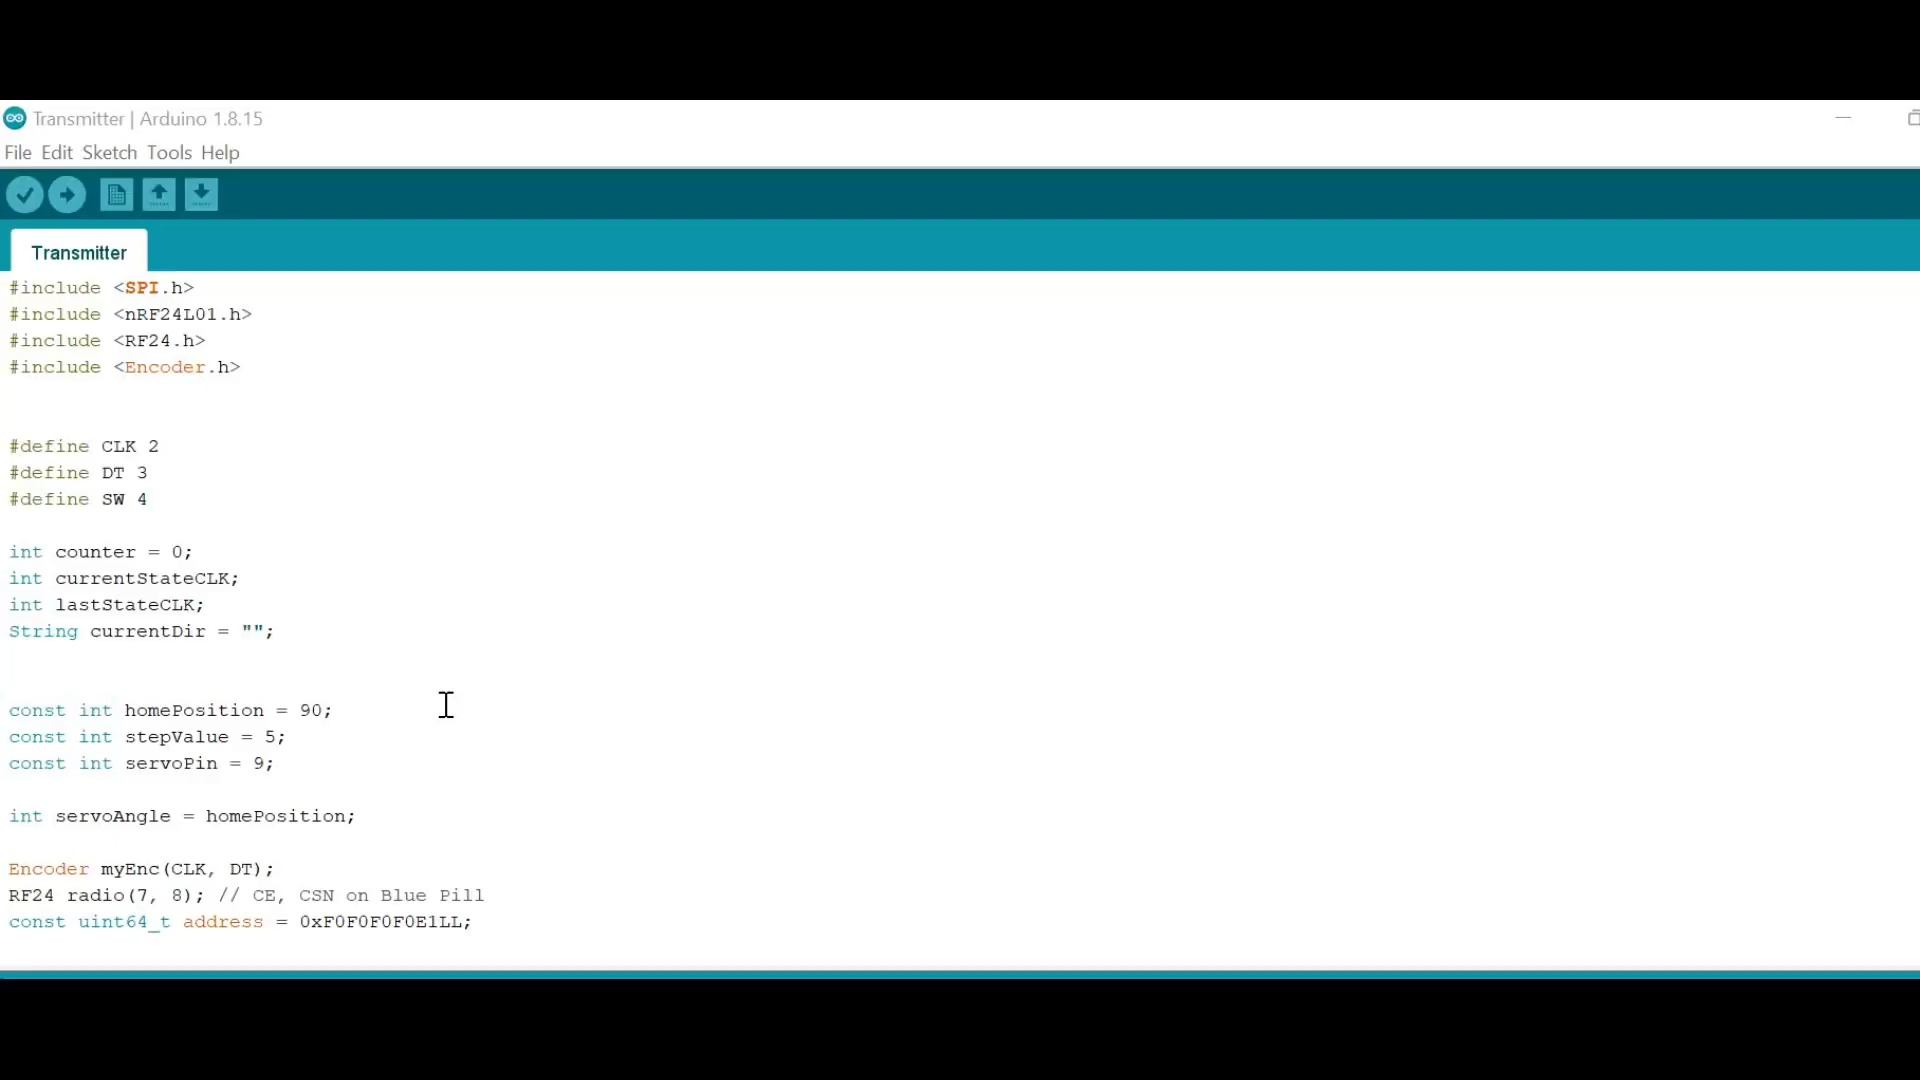 Transmitter | Arduino 1.8.15
File Edit Sketch Tools Help
Transmitter
#include <SPI.h>
#include <nRF24L01.h>
#include <RF24.h>
#include <Encoder.h>
#define CLK 2
#define DT 3
#define SW 4
int counter = 0;
int currentStateCLK;
int lastStateCLK;
String currentDir = "";
const int homePosition = 90;
const int stepValue = 5;
const int servoPin = 9;
int servoAngle = homePosition;
Encoder myEnc(CLK, DT);
RF24 radio(7, 8); // CE, CSN on Blue Pill
const uint64_t address = 0xF0F0F0F0E1LL;